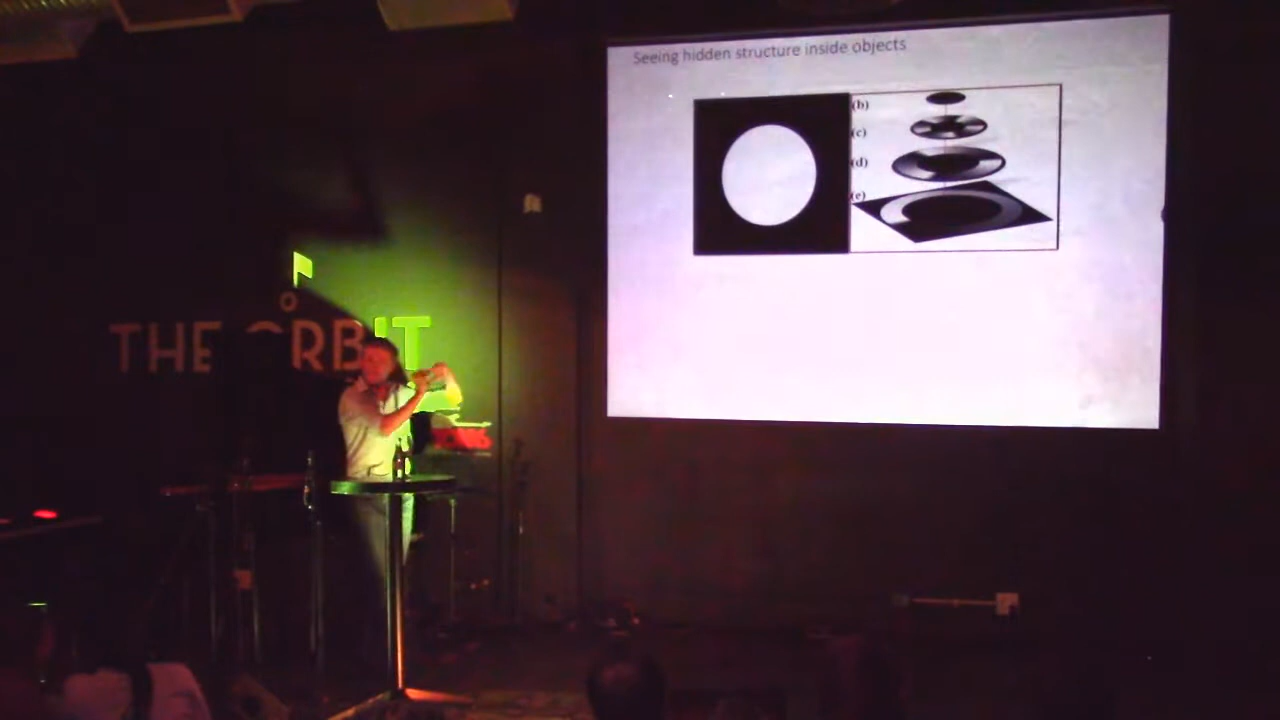 Seeing hidden structure inside objects
(b)
(c)
(d)
(e)
THE ORBIT